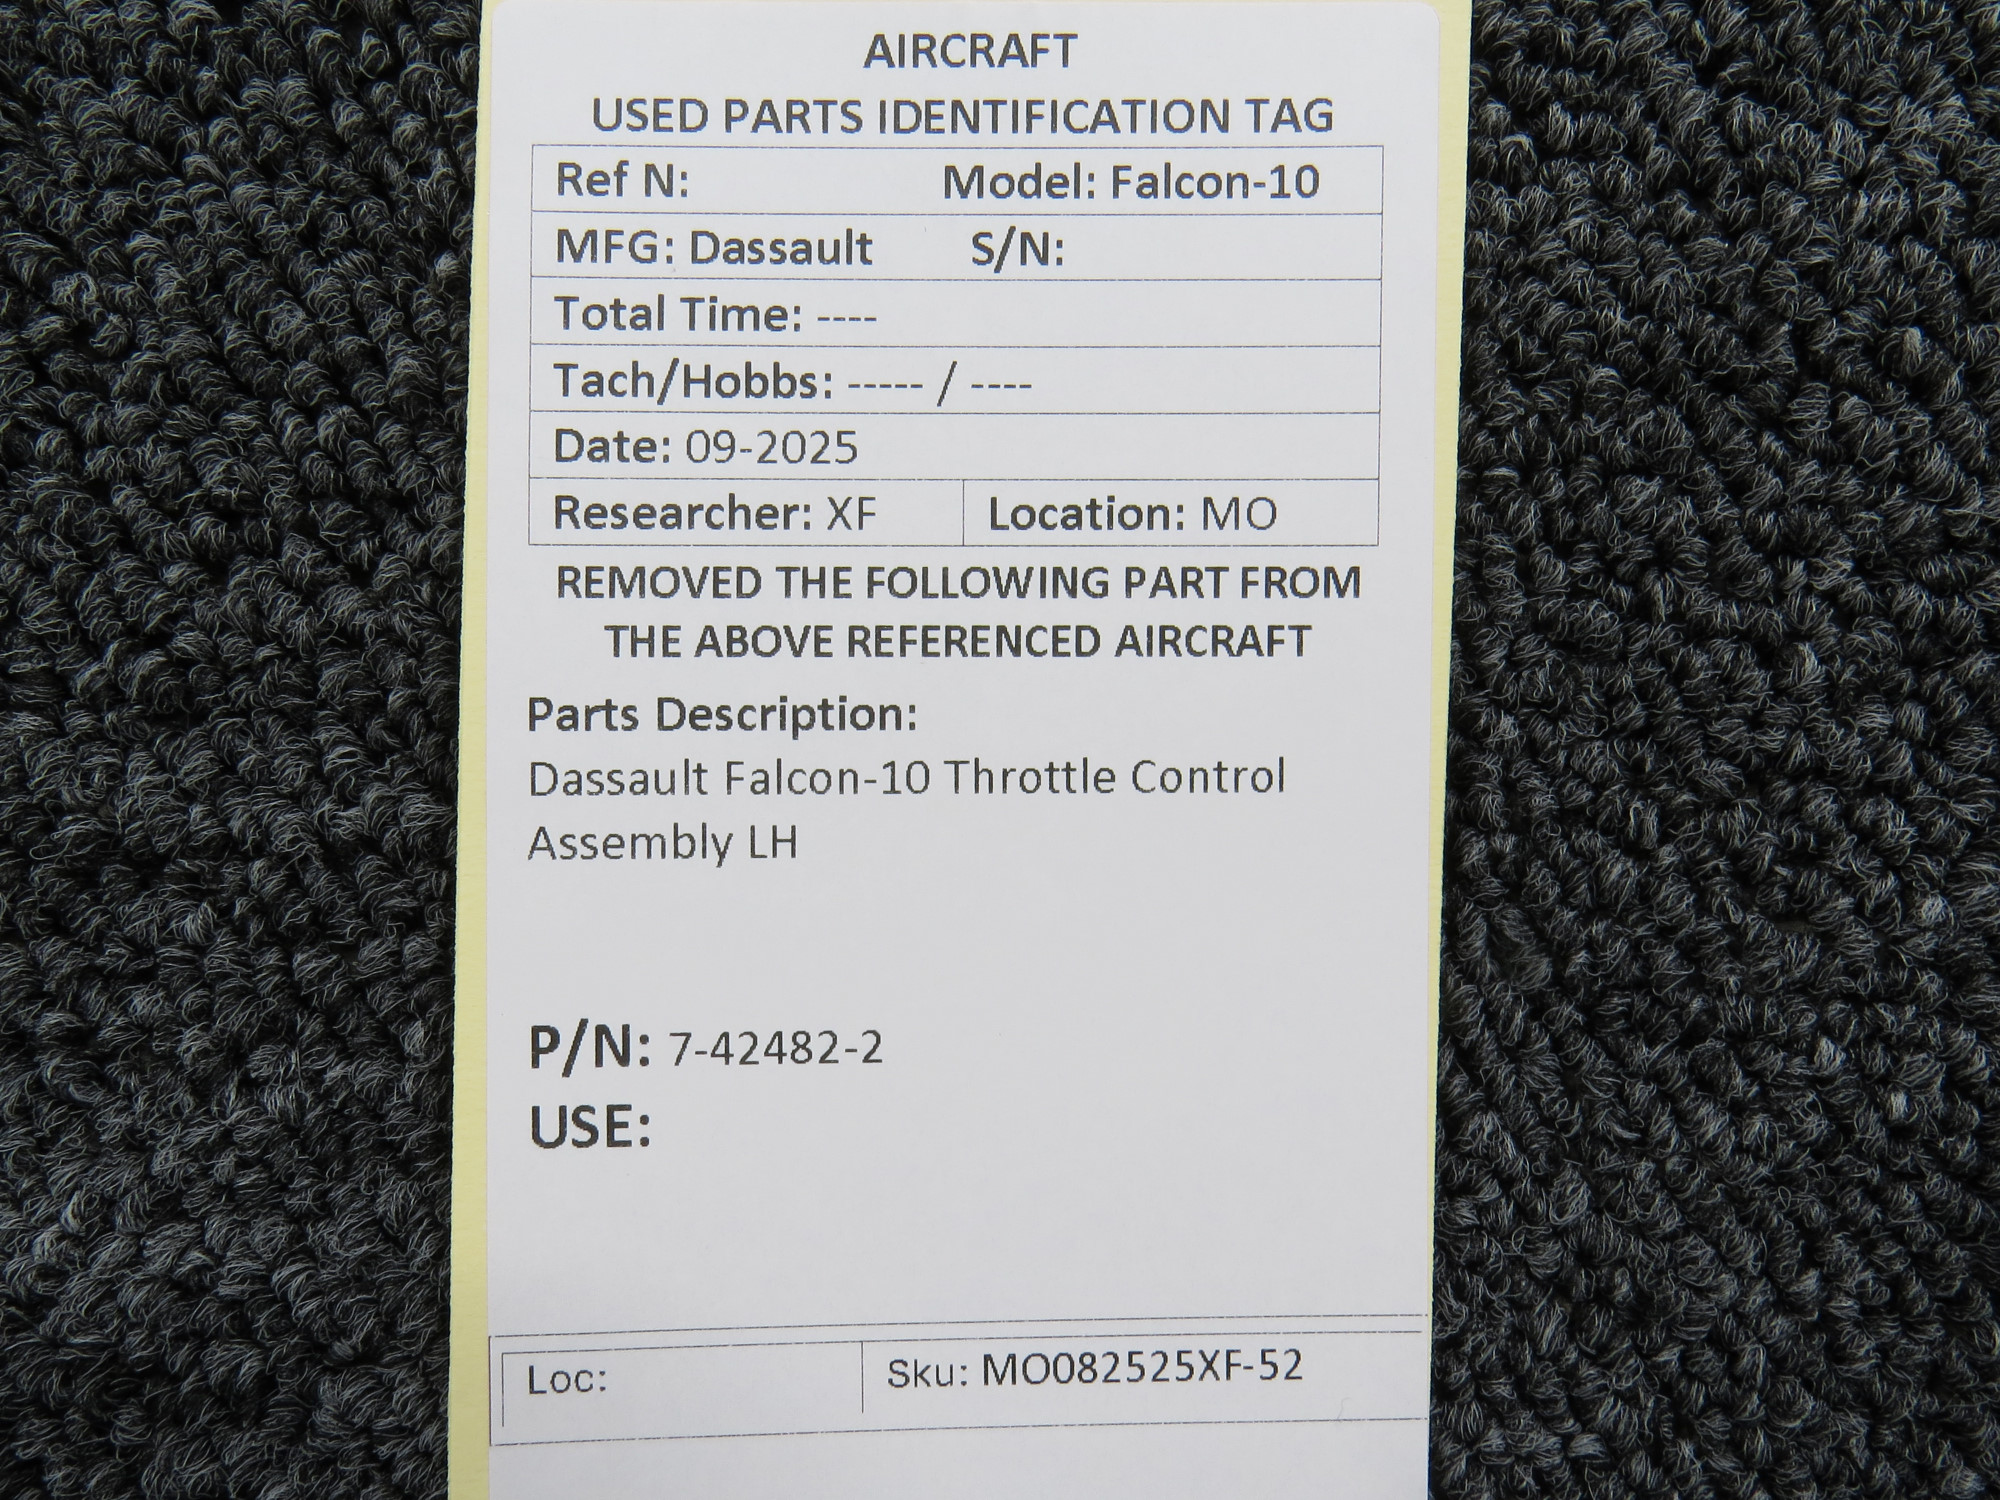 AIRCRAFT
USED PARTS IDENTIFICATION TAG
Ref N: Model: Falcon-10
MFG: Dassault S/N:
Total Time: ----
Tach/Hobbs: ----- / ----
Date: 09-2025
Researcher: XF Location: MO
REMOVED THE FOLLOWING PART FROM
THE ABOVE REFERENCED AIRCRAFT
Parts Description:
Dassault Falcon-10 Throttle Control
Assembly LH
P/N: 7-42482-2
USE:
Loc: Sku: MO082525XF-52